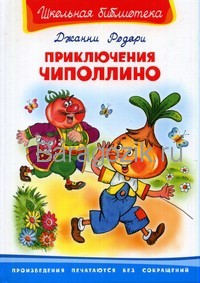 Школьная библиотека
Джанни Родари
ПРИКЛЮЧЕНИЯ
ЧИПОЛЛИНО
ПРОИЗВЕДЕНИЯ ПЕЧАТАЮТСЯ БЕЗ СОКРАЩЕНИЙ